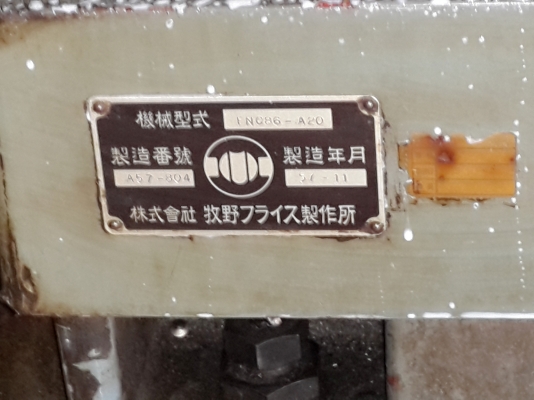 機械型式 FNC86-A20
製造番號 製造年月
A57-804 57-11
株式會社 牧野フライス製作所